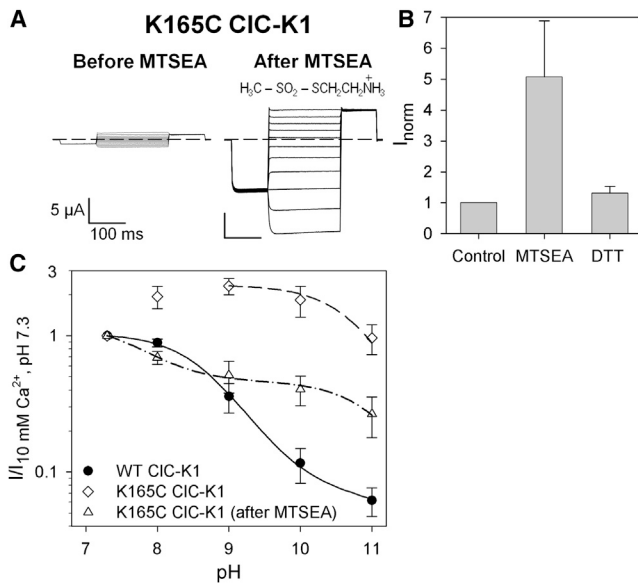 A
K165C ClC-K1
Before MTSEA
After MTSEA
H3C – SO2 – SCH2CH2NH3
+
5 µA
100 ms
B
Inorm
7
6
5
4
3
2
1
0
Control MTSEA DTT
C
I/I10 mM Ca2+, pH 7.3
3
1
0.1
WT ClC-K1
K165C ClC-K1
K165C ClC-K1 (after MTSEA)
7 8 9 10 11
pH